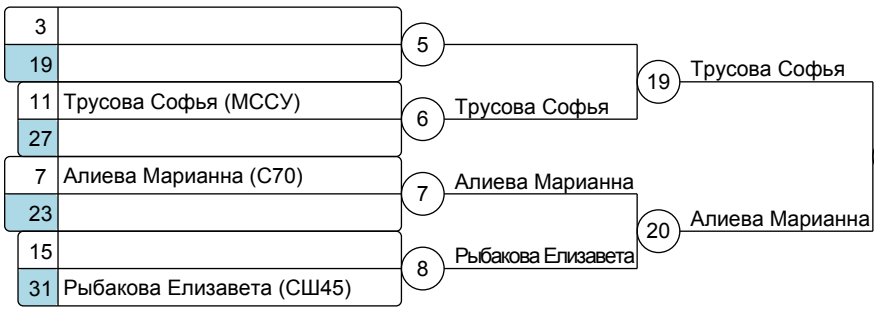 3
5
19
19 Трусова Софья
11 Трусова Софья (МССУ)
6 Трусова Софья
27
7 Алиева Марианна (С70)
7 Алиева Марианна
23
20 Алиева Марианна
15
8 Рыбакова Елизавета
31 Рыбакова Елизавета (СШ45)